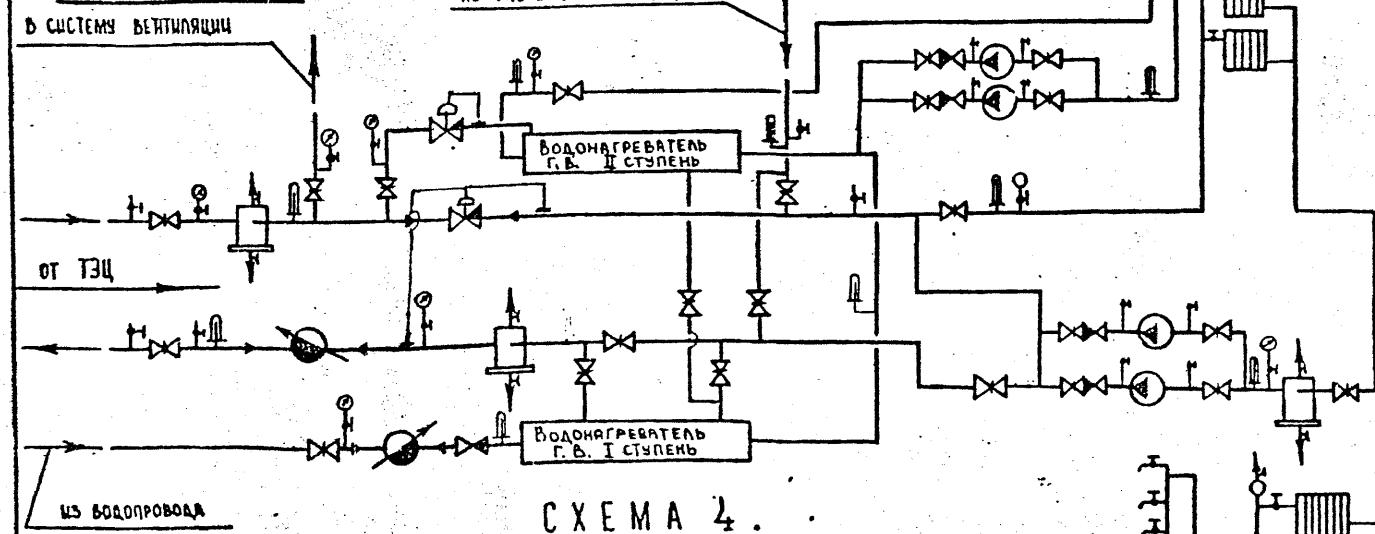 В СИСТЕМУ ВЕНТИЛЯЦИИ
ВОДОНАГРЕВАТЕЛЬ
Г. В. II СТУПЕНЬ
ОТ ТЭЦ
ВОДОНАГРЕВАТЕЛЬ
Г. В. I СТУПЕНЬ
ИЗ ВОДОПРОВОДА
СХЕМА 4.